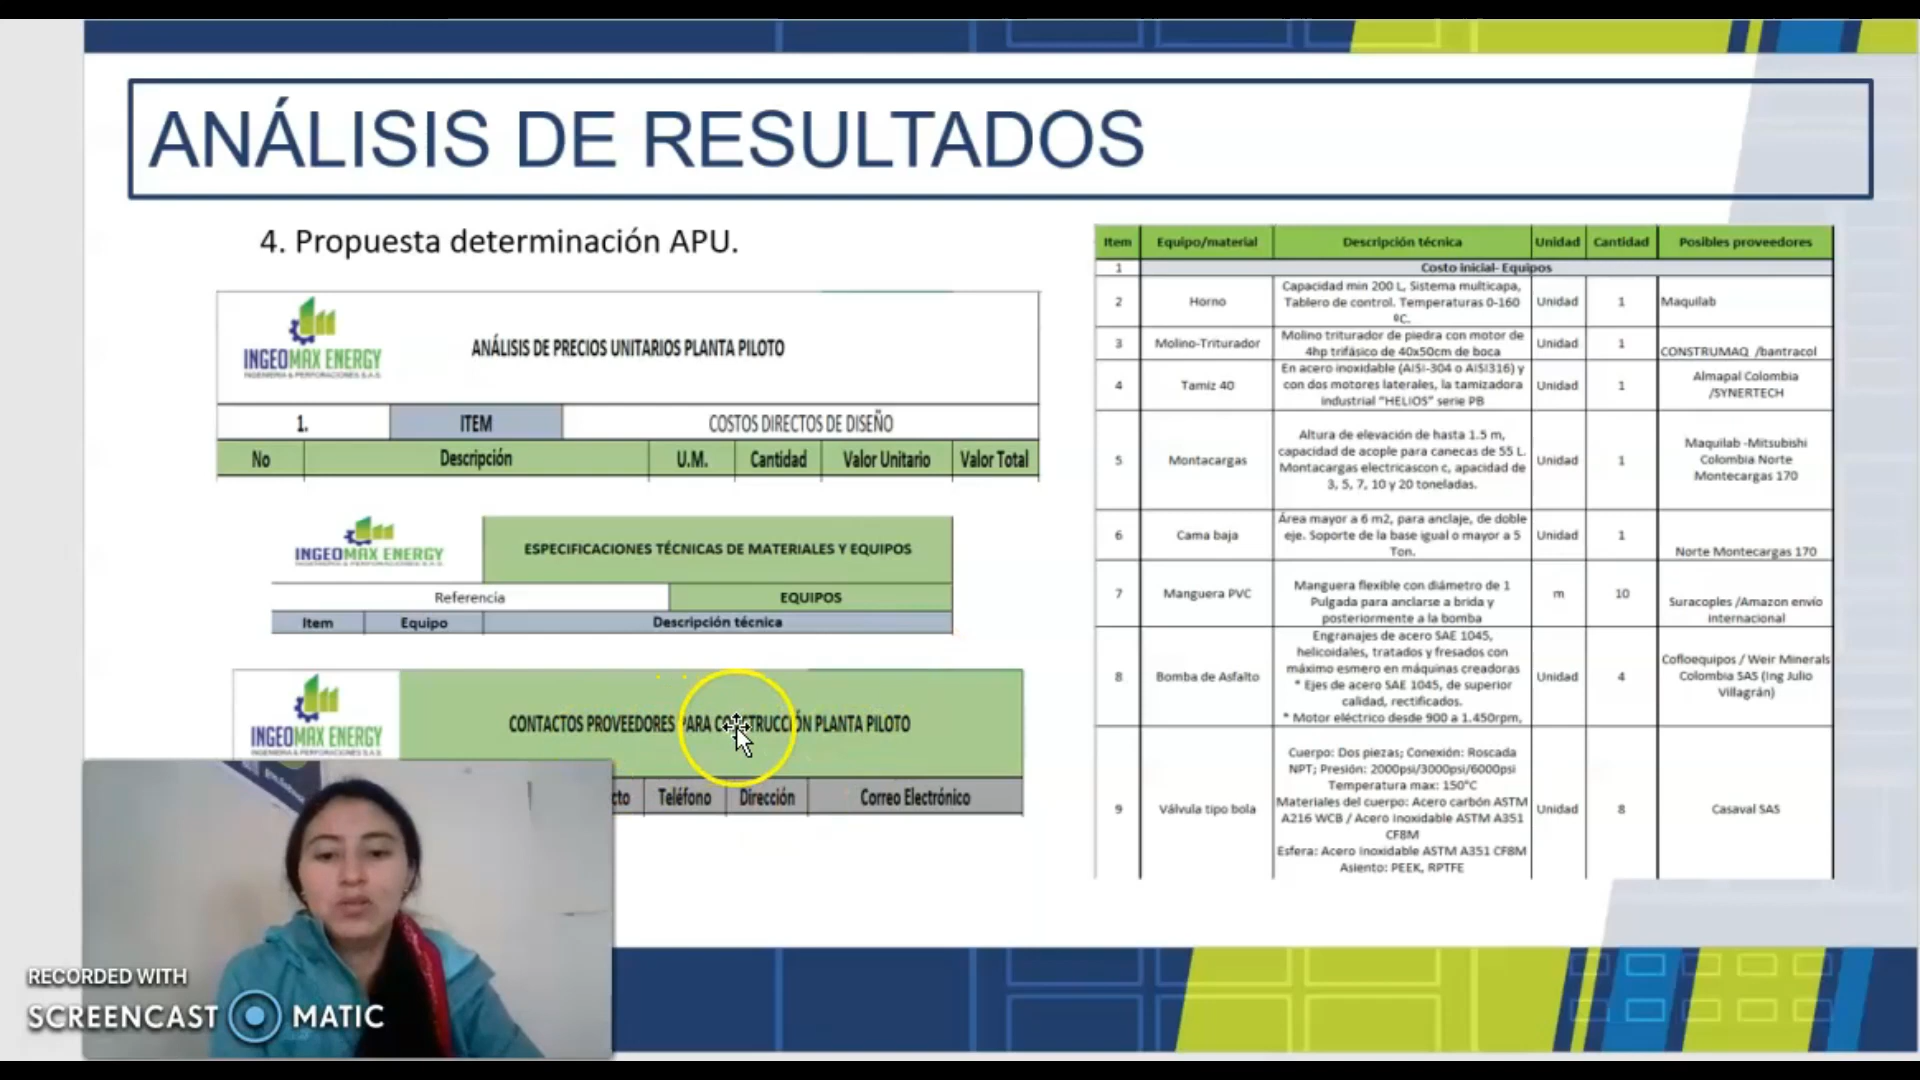 ANÁLISIS DE RESULTADOS
4. Propuesta determinación APU.
INGEOMAX ENERGY
INGENIERIA & PERFORACIONES S.A.S.
ANÁLISIS DE PRECIOS UNITARIOS PLANTA PILOTO
1. ITEM COSTOS DIRECTOS DE DISEÑO
No Descripción U.M. Cantidad Valor Unitario Valor Total
INGEOMAX ENERGY
INGENIERIA & PERFORACIONES S.A.S.
ESPECIFICACIONES TÉCNICAS DE MATERIALES Y EQUIPOS
Referencia EQUIPOS
Item Equipo Descripción técnica
INGEOMAX ENERGY
INGENIERIA & PERFORACIONES S.A.S.
CONTACTOS PROVEEDORES PARA CONSTRUCCIÓN PLANTA PILOTO
cto Teléfono Dirección Correo Electrónico
Item Equipo/material Descripción técnica Unidad Cantidad Posibles proveedores
1 Costo inicial- Equipos
2 Horno Capacidad min 200 L, Sistema multicapa,
Tablero de control. Temperaturas 0-160
ºC. Unidad 1 Maquilab
3 Molino-Triturador Molino triturador de piedra con motor de
4hp trifásico de 40x50cm de boca Unidad 1 CONSTRUMAQ /bantracol
4 Tamiz 40 En acero inoxidable (AISI-304 o AISI316) y
con dos motores laterales, la tamizadora
industrial "HELIOS" serie PB Unidad 1 Almapal Colombia
/SYNERTECH
5 Montacargas Altura de elevación de hasta 1.5 m,
capacidad de acople para canecas de 55 L.
Montacargas electricascon c, apacidad de
3, 5, 7, 10 y 20 toneladas. Unidad 1 Maquilab -Mitsubishi
Colombia Norte
Montecargas 170
6 Cama baja Área mayor a 6 m2, para anclaje, de doble
eje. Soporte de la base igual o mayor a 5
Ton. Unidad 1 Norte Montecargas 170
7 Manguera PVC Manguera flexible con diámetro de 1
Pulgada para anclarse a brida y
posteriormente a la bomba m 10 Suracoples /Amazon envío
internacional
8 Bomba de Asfalto Engranajes de acero SAE 1045,
helicoidales, tratados y fresados con
máximo esmero en máquinas creadoras
* Ejes de acero SAE 1045, de superior
calidad, rectificados.
* Motor eléctrico desde 900 a 1.450rpm, Unidad 4 Cofloequipos / Weir Minerals
Colombia SAS (Ing Julio
Villagrán)
9 Válvula tipo bola Cuerpo: Dos piezas; Conexión: Roscada
NPT; Presión: 2000psi/3000psi/6000psi
Temperatura max: 150°C
Materiales del cuerpo: Acero carbón ASTM
A216 WCB / Acero Inoxidable ASTM A351
CF8M
Esfera: Acero Inoxidable ASTM A351 CF8M
Asiento: PEEK, RPTFE Unidad 8 Casaval SAS
RECORDED WITH
SCREENCAST MATIC